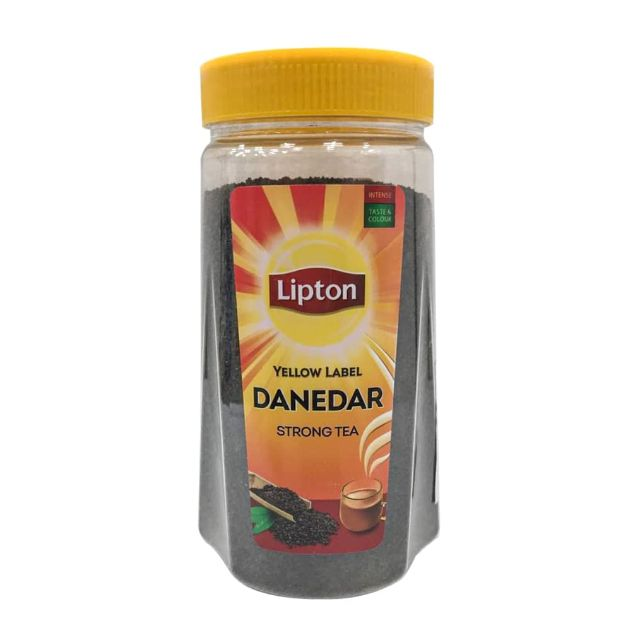 INTENSE
TASTE &
COLOUR
Lipton
YELLOW LABEL
DANEDAR
STRONG TEA